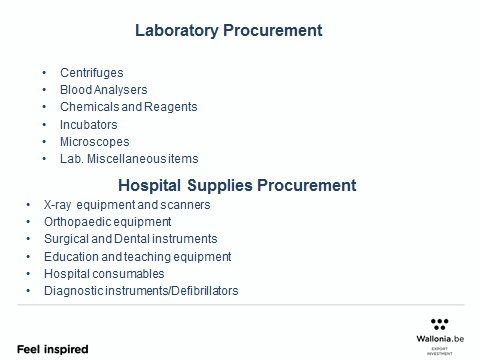 Laboratory Procurement
• Centrifuges
• Blood Analysers
• Chemicals and Reagents
• Incubators
• Microscopes
• Lab. Miscellaneous items
Hospital Supplies Procurement
• X-ray equipment and scanners
• Orthopaedic equipment
• Surgical and Dental instruments
• Education and teaching equipment
• Hospital consumables
• Diagnostic instruments/Defibrillators
Feel inspired
Wallonia.be
EXPORT
INVESTMENT